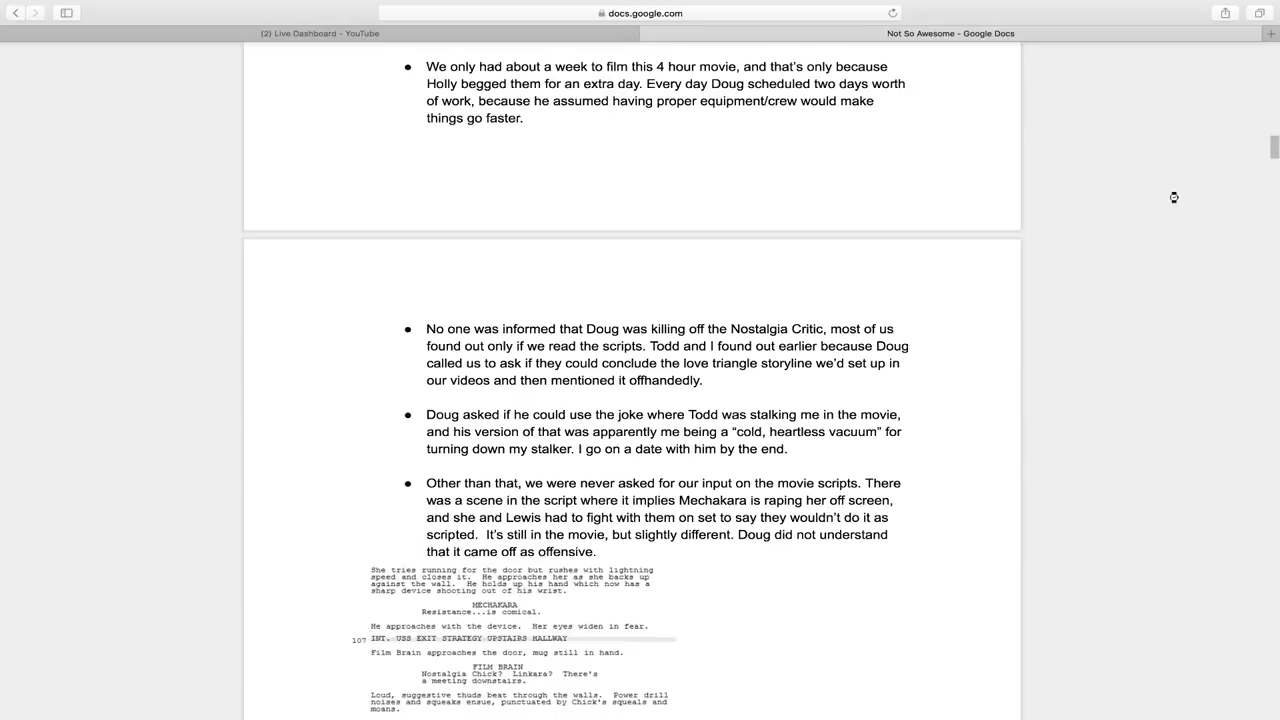 docs.google.com
(2) Live Dashboard - YouTube
Not So Awesome - Google Docs
● We only had about a week to film this 4 hour movie, and that's only because
Holly begged them for an extra day. Every day Doug scheduled two days worth
of work, because he assumed having proper equipment/crew would make
things go faster.
● No one was informed that Doug was killing off the Nostalgia Critic, most of us
found out only if we read the scripts. Todd and I found out earlier because Doug
called us to ask if they could conclude the love triangle storyline we'd set up in
our videos and then mentioned it offhandedly.
● Doug asked if he could use the joke where Todd was stalking me in the movie,
and his version of that was apparently me being a “cold, heartless vacuum” for
turning down my stalker. I go on a date with him by the end.
● Other than that, we were never asked for our input on the movie scripts. There
was a scene in the script where it implies Mechakara is raping her off screen,
and she and Lewis had to fight with them on set to say they wouldn't do it as
scripted.  It's still in the movie, but slightly different. Doug did not understand
that it came off as offensive.
She tries running for the door but rushes with lightning
speed and closes it.  He approaches her as she backs up
against the wall.  He holds up his hand which now has a
sharp device shooting out of his wrist.
MECHAKARA
Resistance...is comical.
He approaches with the device.  Her eyes widen in fear.
107 INT. USS EXIT STRATEGY UPSTAIRS HALLWAY
Film Brain approaches the door, mug still in hand.
FILM BRAIN
Nostalgia Chick?  Linkara?  There's
a meeting downstairs.
Loud, suggestive thuds beat through the walls.  Power drill
noises and squeaks ensue, punctuated by Chick's squeals and
moans.